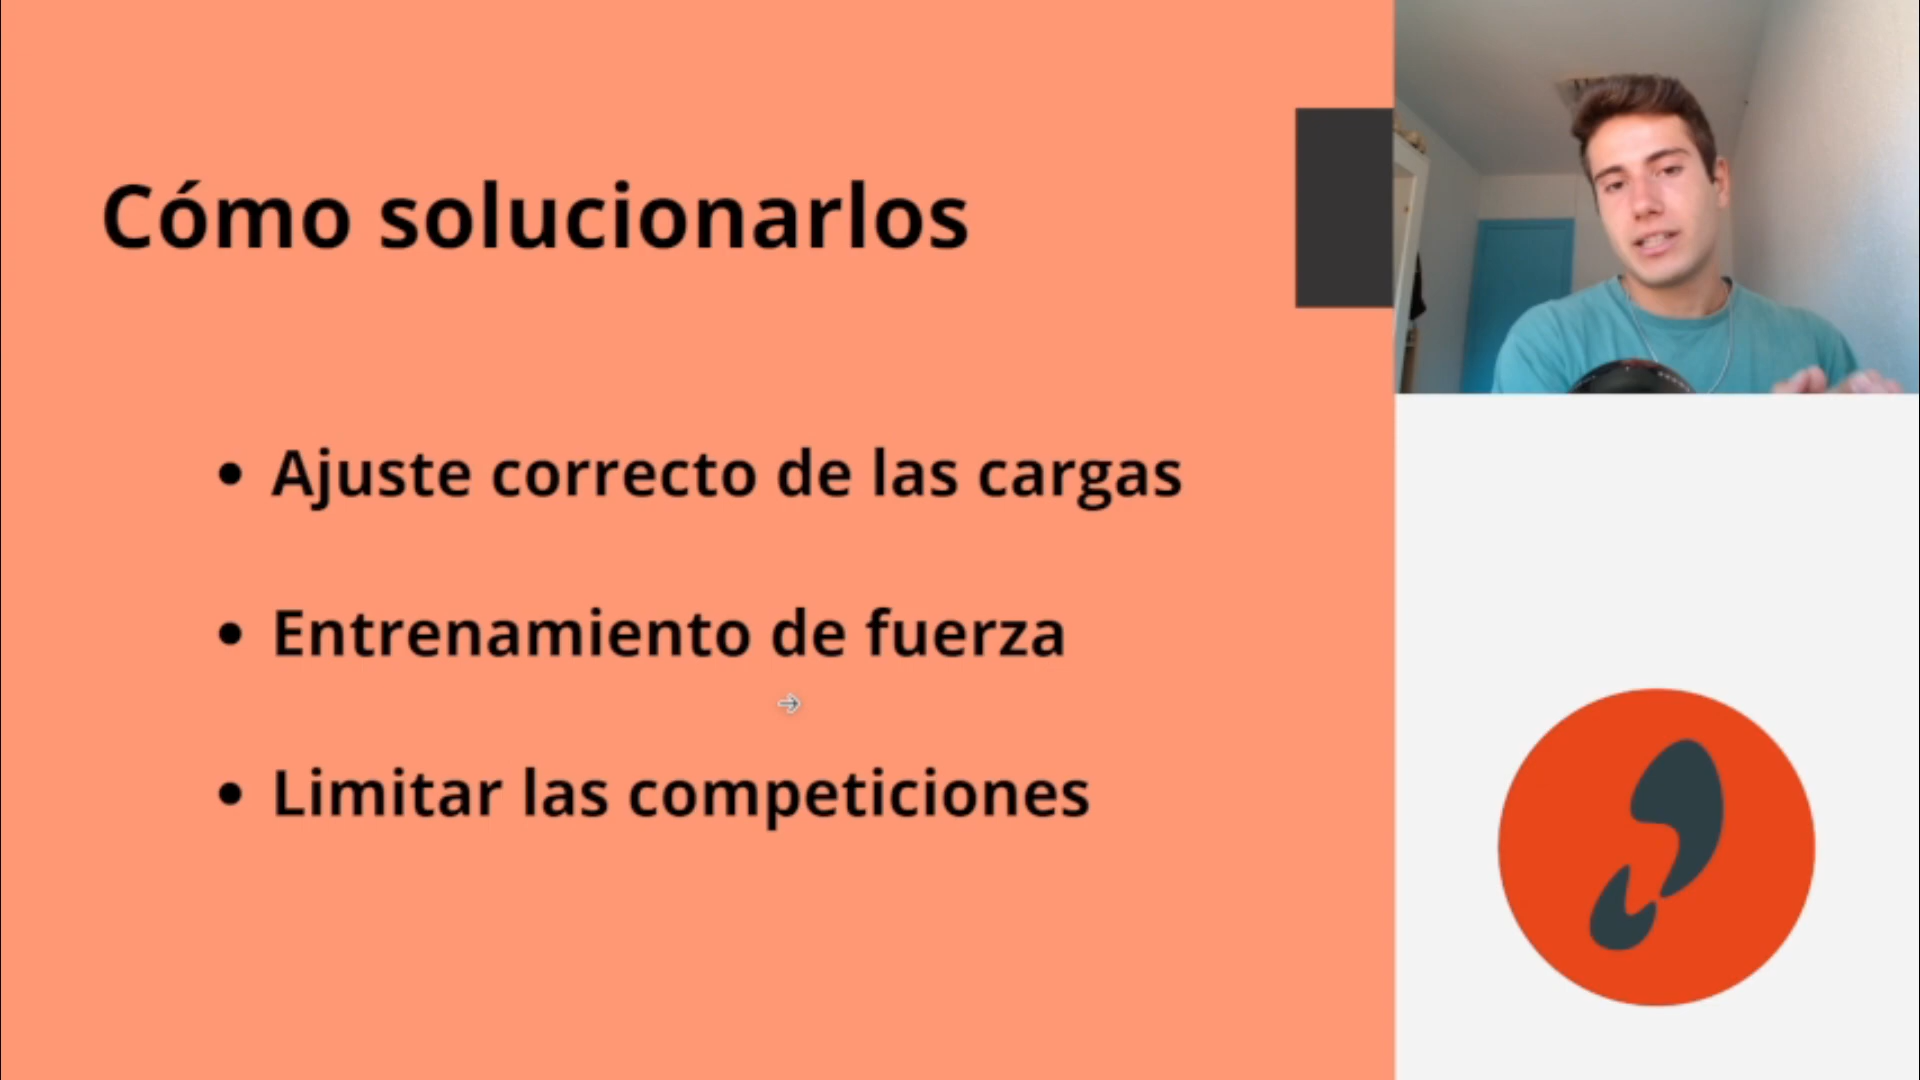 Cómo solucionarlos
• Ajuste correcto de las cargas
• Entrenamiento de fuerza
• Limitar las competiciones